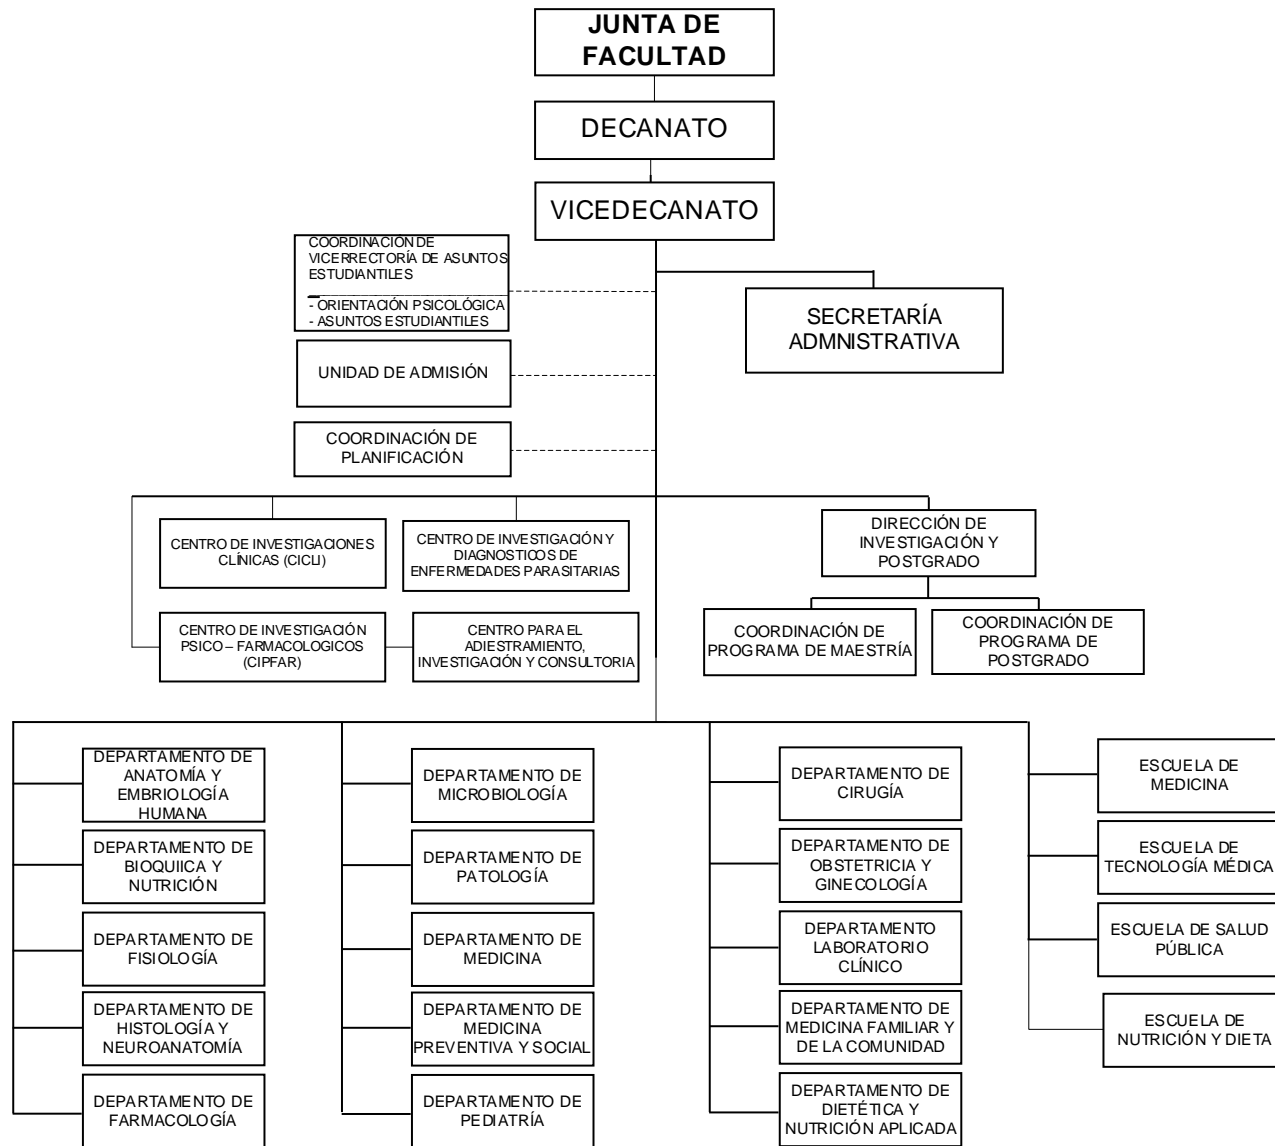 JUNTA DE
FACULTAD
DECANATO
VICEDECANATO
COORDINACION DE
VICERRECTORÍA DE ASUNTOS
ESTUDIANTILES
- ORIENTACIÓN PSICOLÓGICA
- ASUNTOS ESTUDIANTILES
SECRETARÍA
ADMNISTRATIVA
UNIDAD DE ADMISIÓN
COORDINACIÓN DE
PLANIFICACIÓN
CENTRO DE INVESTIGACIONES
CLÍNICAS (CICLI)
CENTRO DE INVESTIGACIÓN Y
DIAGNOSTICOS DE
ENFERMEDADES PARASITARIAS
DIRECCIÓN DE
INVESTIGACIÓN Y
POSTGRADO
CENTRO DE INVESTIGACIÓN
PSICO – FARMACOLOGICOS
(CIPFAR)
CENTRO PARA EL
ADIESTRAMIENTO,
INVESTIGACIÓN Y CONSULTORIA
COORDINACIÓN DE
PROGRAMA DE MAESTRÍA
COORDINACIÓN DE
PROGRAMA DE
POSTGRADO
DEPARTAMENTO DE
ANATOMÍA Y
EMBRIOLOGÍA
HUMANA
DEPARTAMENTO DE
BIOQUIICA Y
NUTRICIÓN
DEPARTAMENTO DE
FISIOLOGÍA
DEPARTAMENTO DE
HISTOLOGÍA Y
NEUROANATOMÍA
DEPARTAMENTO DE
FARMACOLOGÍA
DEPARTAMENTO DE
MICROBIOLOGÍA
DEPARTAMENTO DE
PATOLOGÍA
DEPARTAMENTO DE
MEDICINA
DEPARTAMENTO DE
MEDICINA
PREVENTIVA Y SOCIAL
DEPARTAMENTO DE
PEDIATRÍA
DEPARTAMENTO DE
CIRUGÍA
DEPARTAMENTO DE
OBSTETRICIA Y
GINECOLOGÍA
DEPARTAMENTO
LABORATORIO
CLÍNICO
DEPARTAMENTO DE
MEDICINA FAMILIAR Y
DE LA COMUNIDAD
DEPARTAMENTO DE
DIETÉTICA Y
NUTRICIÓN APLICADA
ESCUELA DE
MEDICINA
ESCUELA DE
TECNOLOGÍA MÉDICA
ESCUELA DE SALUD
PÚBLICA
ESCUELA DE
NUTRICIÓN Y DIETA